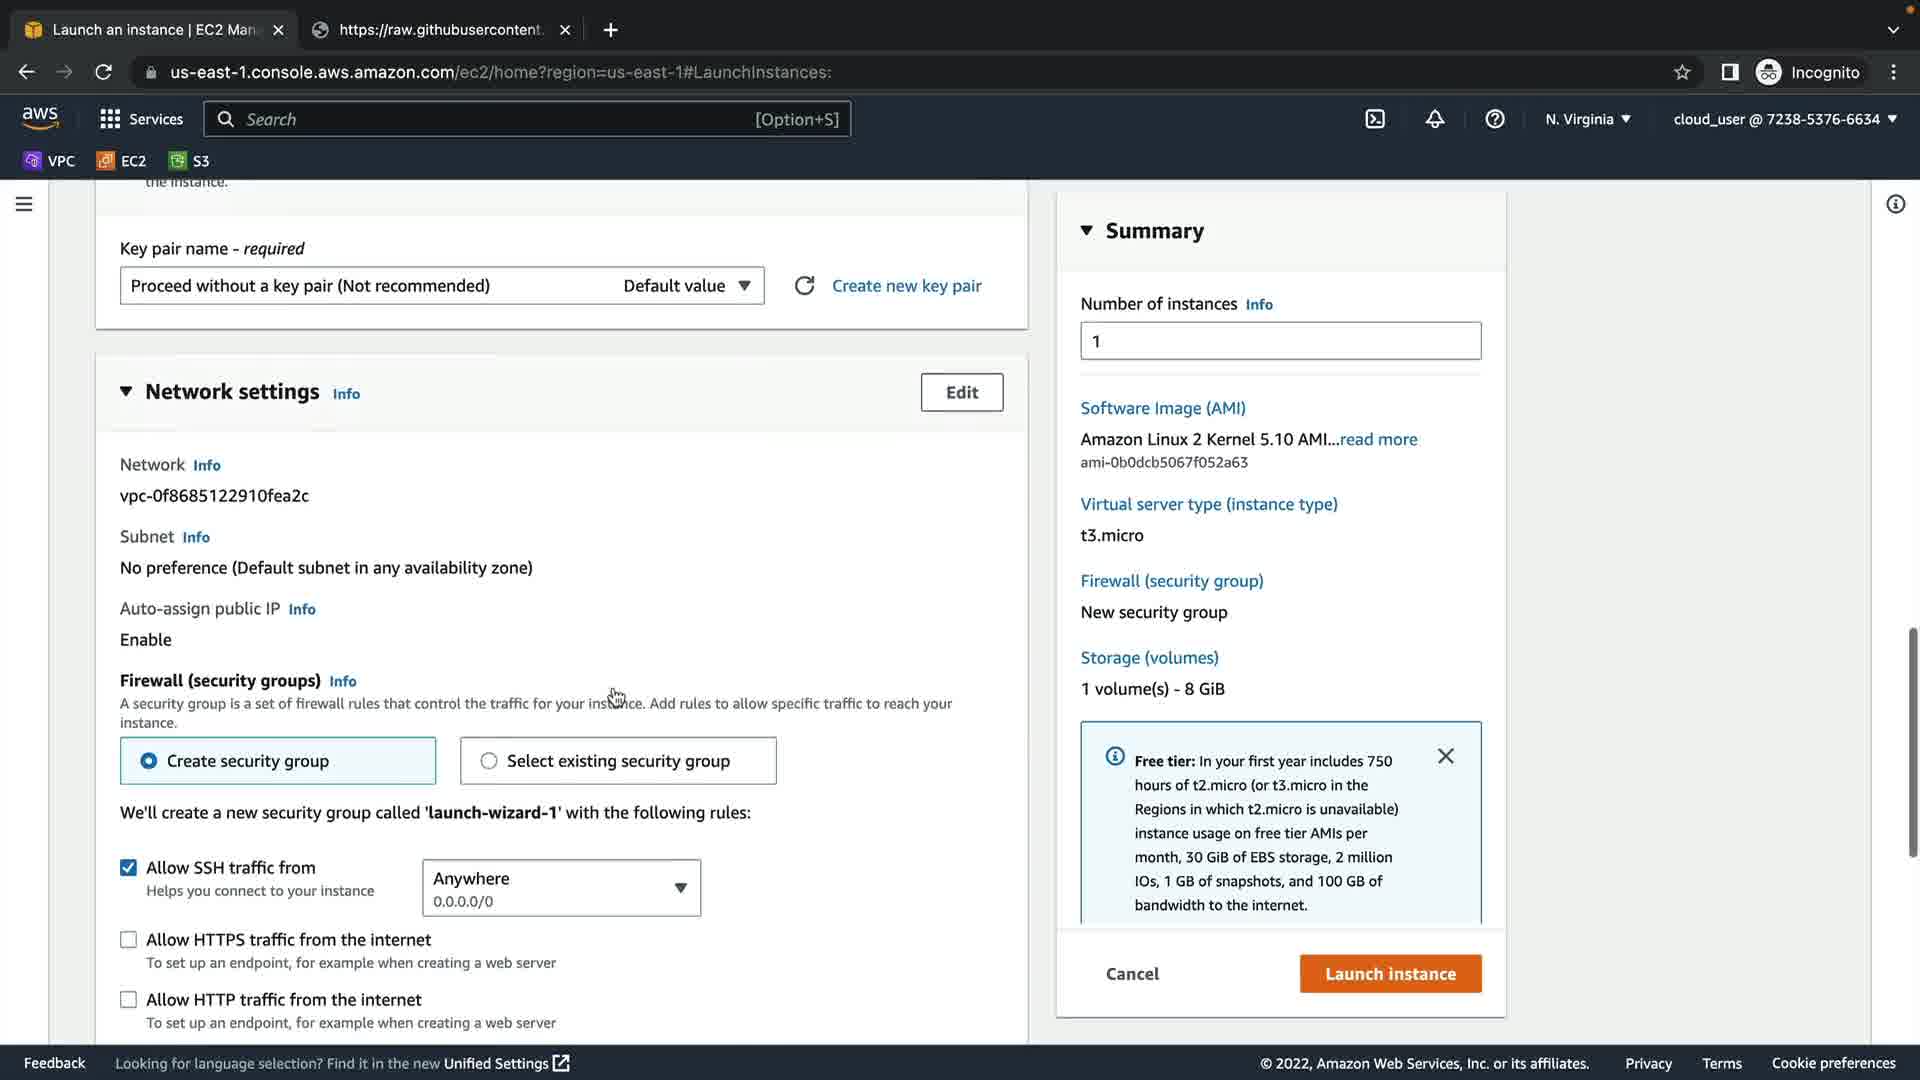 Launch an instance | EC2 Man
https://raw.githubusercontent.
us-east-1.console.aws.amazon.com/ec2/home?region=us-east-1#LaunchInstances:
Incognito
aws
Services
Search
[Option+S]
N. Virginia
cloud_user @ 7238-5376-6634
VPC
EC2
S3
the instance.
Key pair name - required
Proceed without a key pair (Not recommended)
Default value
Create new key pair
Network settings Info
Edit
Network Info
vpc-0f8685122910fea2c
Subnet Info
No preference (Default subnet in any availability zone)
Auto-assign public IP Info
Enable
Firewall (security groups) Info
A security group is a set of firewall rules that control the traffic for your instance. Add rules to allow specific traffic to reach your
instance.
Create security group
Select existing security group
We'll create a new security group called 'launch-wizard-1' with the following rules:
Allow SSH traffic from
Helps you connect to your instance
Anywhere
0.0.0.0/0
Allow HTTPS traffic from the internet
To set up an endpoint, for example when creating a web server
Allow HTTP traffic from the internet
To set up an endpoint, for example when creating a web server
Summary
Number of instances Info
1
Software Image (AMI)
Amazon Linux 2 Kernel 5.10 AMI...read more
ami-0b0dcb5067f052a63
Virtual server type (instance type)
t3.micro
Firewall (security group)
New security group
Storage (volumes)
1 volume(s) - 8 GiB
Free tier: In your first year includes 750
hours of t2.micro (or t3.micro in the
Regions in which t2.micro is unavailable)
instance usage on free tier AMIs per
month, 30 GiB of EBS storage, 2 million
IOs, 1 GB of snapshots, and 100 GB of
bandwidth to the internet.
Cancel
Launch instance
Feedback
Looking for language selection? Find it in the new Unified Settings
© 2022, Amazon Web Services, Inc. or its affiliates.
Privacy
Terms
Cookie preferences